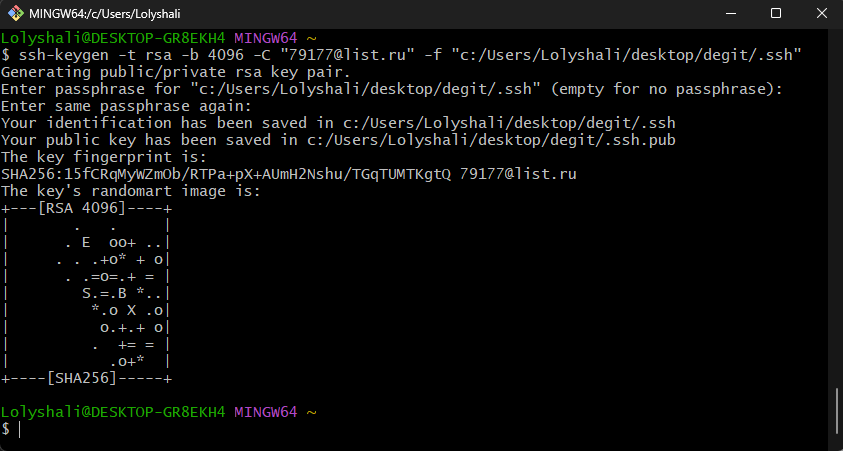 MINGW64:/c/Users/Lolyshali
Lolyshali@DESKTOP-GR8EKH4 MINGW64 ~
$ ssh-keygen -t rsa -b 4096 -C "79177@list.ru" -f "c:/Users/Lolyshali/desktop/degit/.ssh"
Generating public/private rsa key pair.
Enter passphrase for "c:/Users/Lolyshali/desktop/degit/.ssh" (empty for no passphrase):
Enter same passphrase again:
Your identification has been saved in c:/Users/Lolyshali/desktop/degit/.ssh
Your public key has been saved in c:/Users/Lolyshali/desktop/degit/.ssh.pub
The key fingerprint is:
SHA256:15fCRqMyWZmOb/RTPa+pX+AUmH2Nshu/TGqTUMTKgtQ 79177@list.ru
The key's randomart image is:
+---[RSA 4096]----+
|       .   .     |
|      . E  oo+ ..|
|     . . .+o* + o|
|      . .=o=.+ = |
|        S.=.B *..|
|         *.o X .o|
|          o.+.+ o|
|         .  += = |
|           .o+*  |
+----[SHA256]-----+
Lolyshali@DESKTOP-GR8EKH4 MINGW64 ~
$